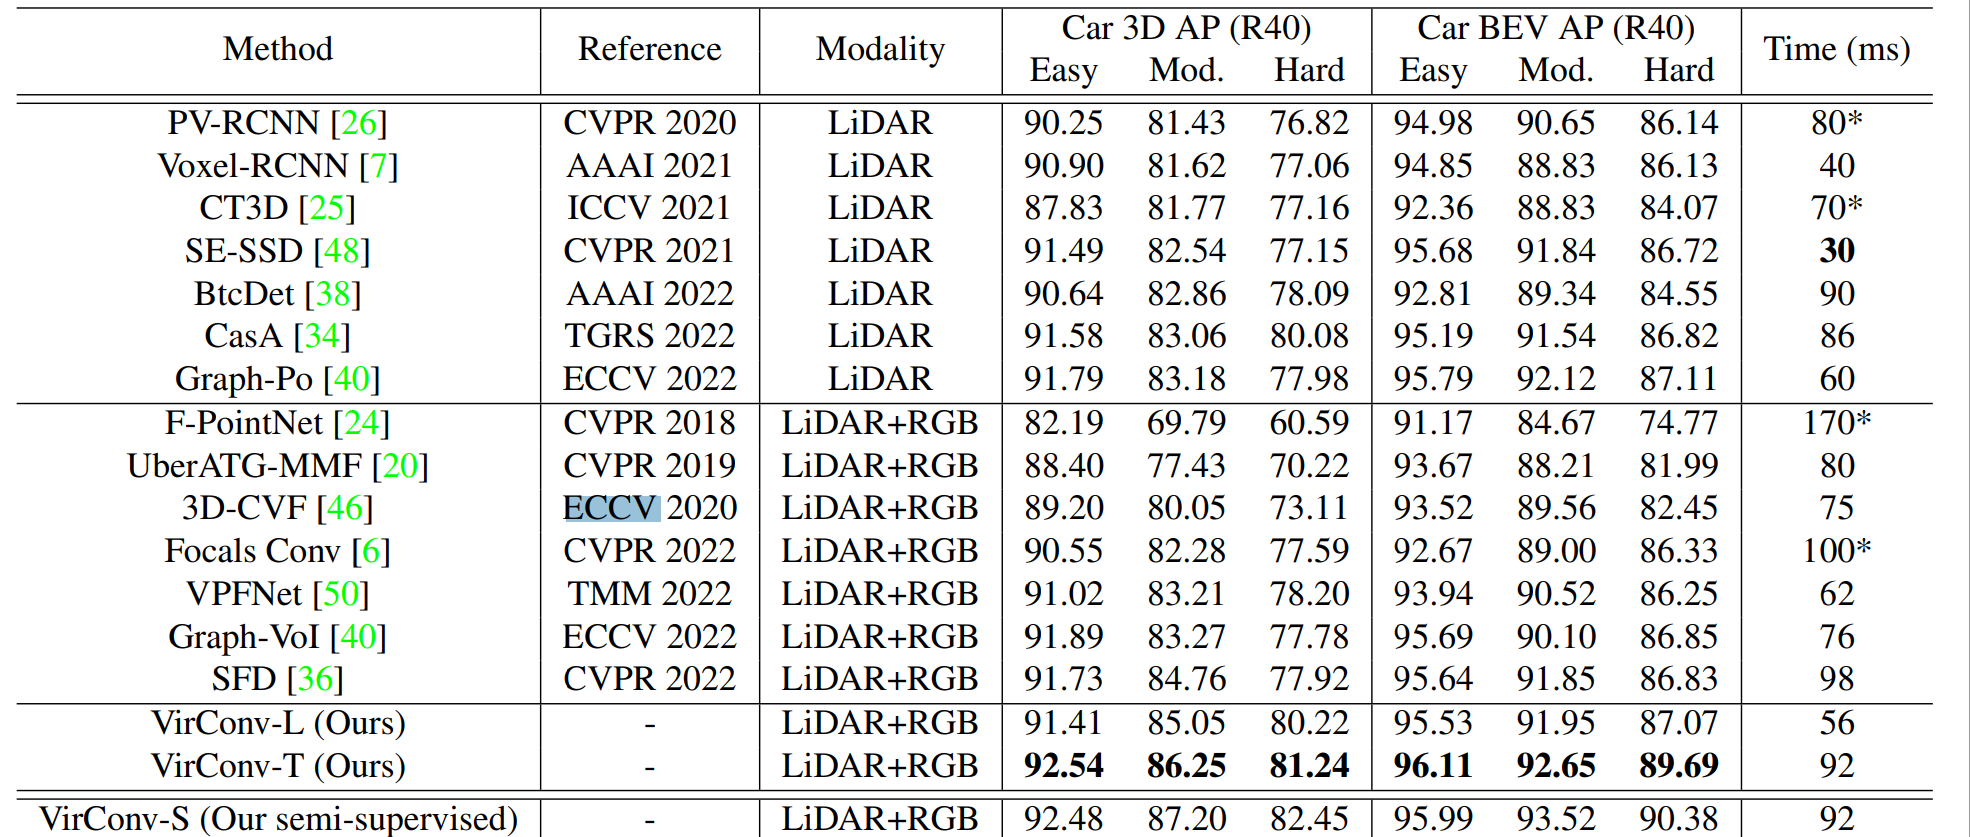 Method Reference Modality Car 3D AP (R40) Car BEV AP (R40) Time (ms)
Easy Mod. Hard Easy Mod. Hard
PV-RCNN [26] CVPR 2020 LiDAR 90.25 81.43 76.82 94.98 90.65 86.14 80*
Voxel-RCNN [7] AAAI 2021 LiDAR 90.90 81.62 77.06 94.85 88.83 86.13 40
CT3D [25] ICCV 2021 LiDAR 87.83 81.77 77.16 92.36 88.83 84.07 70*
SE-SSD [48] CVPR 2021 LiDAR 91.49 82.54 77.15 95.68 91.84 86.72 30
BtcDet [38] AAAI 2022 LiDAR 90.64 82.86 78.09 92.81 89.34 84.55 90
CasA [34] TGRS 2022 LiDAR 91.58 83.06 80.08 95.19 91.54 86.82 86
Graph-Po [40] ECCV 2022 LiDAR 91.79 83.18 77.98 95.79 92.12 87.11 60
F-PointNet [24] CVPR 2018 LiDAR+RGB 82.19 69.79 60.59 91.17 84.67 74.77 170*
UberATG-MMF [20] CVPR 2019 LiDAR+RGB 88.40 77.43 70.22 93.67 88.21 81.99 80
3D-CVF [46] ECCV 2020 LiDAR+RGB 89.20 80.05 73.11 93.52 89.56 82.45 75
Focals Conv [6] CVPR 2022 LiDAR+RGB 90.55 82.28 77.59 92.67 89.00 86.33 100*
VPFNet [50] TMM 2022 LiDAR+RGB 91.02 83.21 78.20 93.94 90.52 86.25 62
Graph-VoI [40] ECCV 2022 LiDAR+RGB 91.89 83.27 77.78 95.69 90.10 86.85 76
SFD [36] CVPR 2022 LiDAR+RGB 91.73 84.76 77.92 95.64 91.85 86.83 98
VirConv-L (Ours) - LiDAR+RGB 91.41 85.05 80.22 95.53 91.95 87.07 56
VirConv-T (Ours) - LiDAR+RGB 92.54 86.25 81.24 96.11 92.65 89.69 92
VirConv-S (Our semi-supervised) - LiDAR+RGB 92.48 87.20 82.45 95.99 93.52 90.38 92